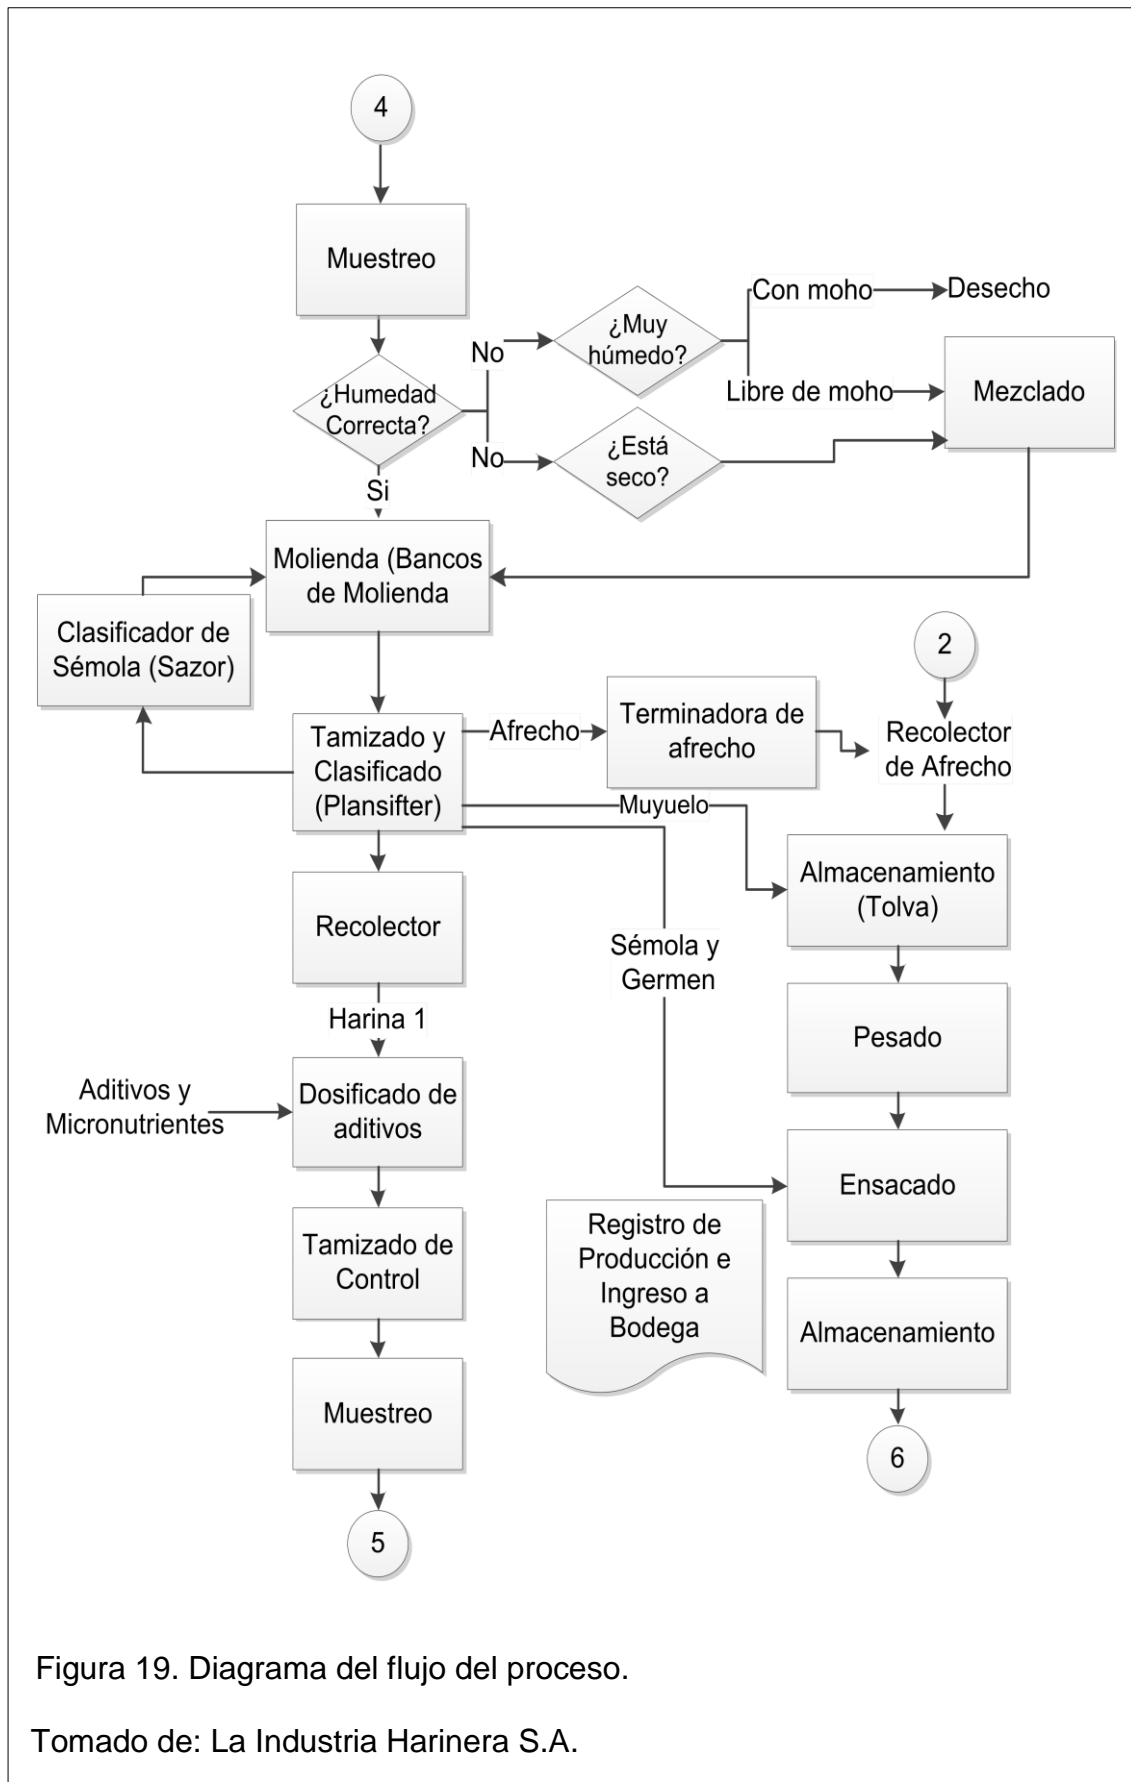 4
Muestreo
¿Humedad
Correcta?
No
¿Muy
húmedo?
Con moho
Desecho
Libre de moho
Mezclado
No
¿Está
seco?
Si
Molienda (Bancos
de Molienda
Clasificador de
Sémola (Sazor)
Tamizado y
Clasificado
(Plansifter)
Afrecho
Terminadora de
afrecho
2
Recolector
de Afrecho
Muyuelo
Almacenamiento
(Tolva)
Recolector
Sémola y
Germen
Harina 1
Pesado
Aditivos y
Micronutrientes
Dosificado de
aditivos
Ensacado
Registro de
Producción e
Ingreso a
Bodega
Tamizado de
Control
Almacenamiento
Muestreo
6
5
Figura 19. Diagrama del flujo del proceso.
Tomado de: La Industria Harinera S.A.